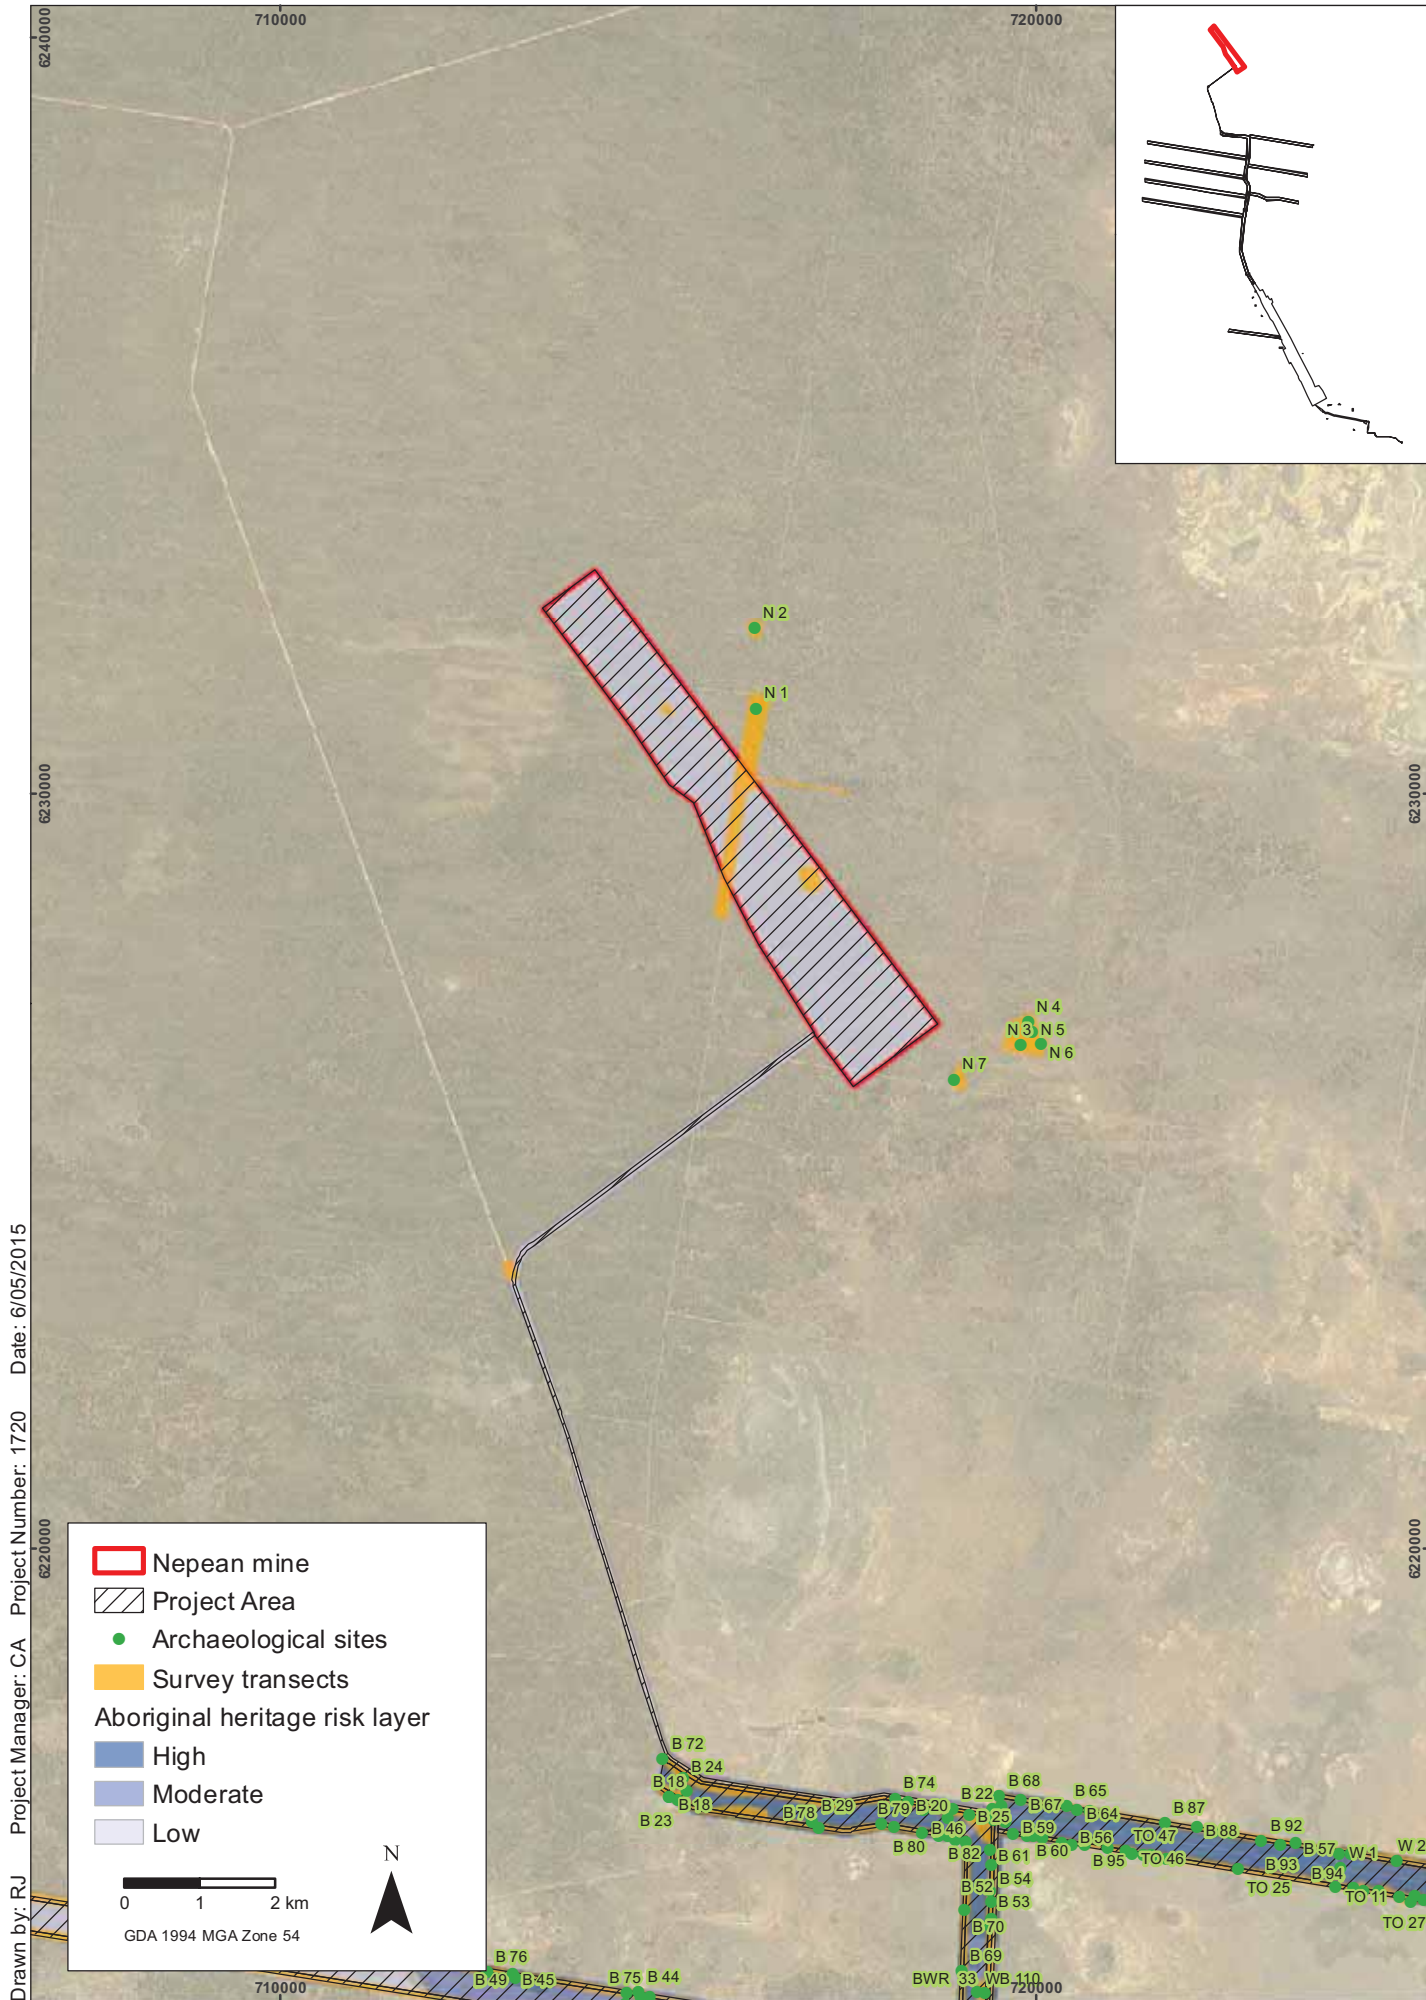 710000
720000
6240000
6240000
N 2
N 1
6230000
6230000
N 4
N 3
N 5
N 6
N 7
6220000
6220000
Nepean mine
Project Area
Archaeological sites
Survey transects
Aboriginal heritage risk layer
High
Moderate
Low
0 1 2 km
GDA 1994 MGA Zone 54
N
B 72
B 24
B 18
B 18
B 23
B 74
B 78
B 29
B 79
B 20
B 22
B 68
B 67
B 65
B 64
B 25
B 46
B 80
B 82
B 59
B 60
B 56
B 95
B 87
B 88
TO 47
TO 46
B 92
B 57
W 1
W 2
B 93
B 94
TO 25
TO 11
TO 27
B 61
B 54
B 52
B 53
B 70
B 69
BWR 33
WB 110
B 76
B 49
B 45
B 75
B 44
710000
720000
Drawn by: RJ Project Manager: CA Project Number: 1720 Date: 6/05/2015